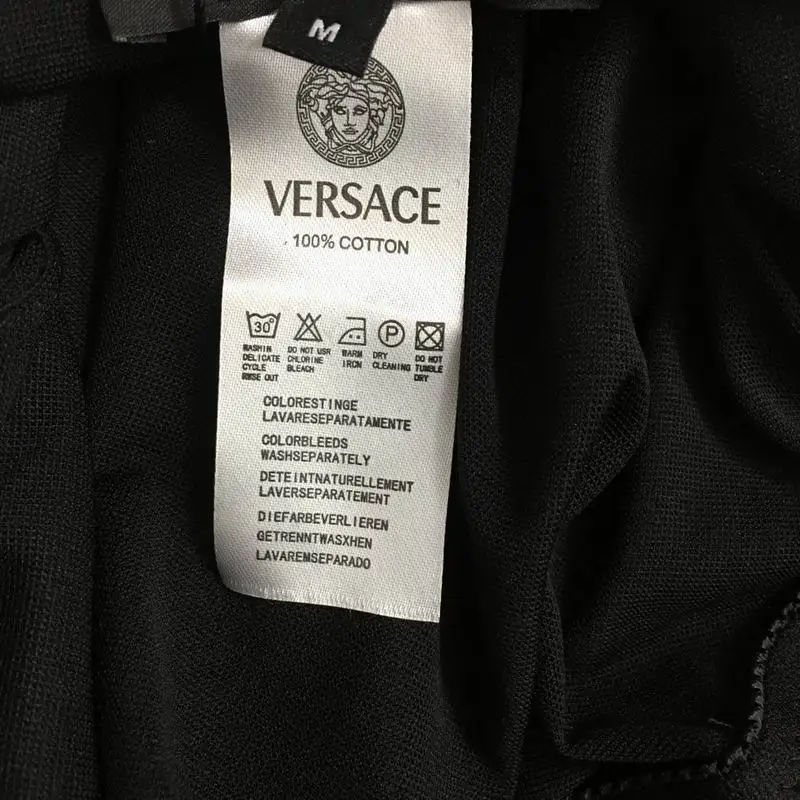 M
VERSACE
100% COTTON
30°
P
WASHIN DELICATE CYCLE RINSE OUT
DO NOT USR CHLORINE BLEACH
WARM IRON
DRY CLEANING
DO NOT TUMBLE DRY
COLORESTINGE
LAVARESEPARATAMENTE
COLORBLEEDS
WASHSEPARATELY
DETEINTNATURELLEMENT
LAVERSEPARATEMENT
DIEFARBEVERLIEREN
GETRENNTWASXHEN
LAVAREMSEPARADO